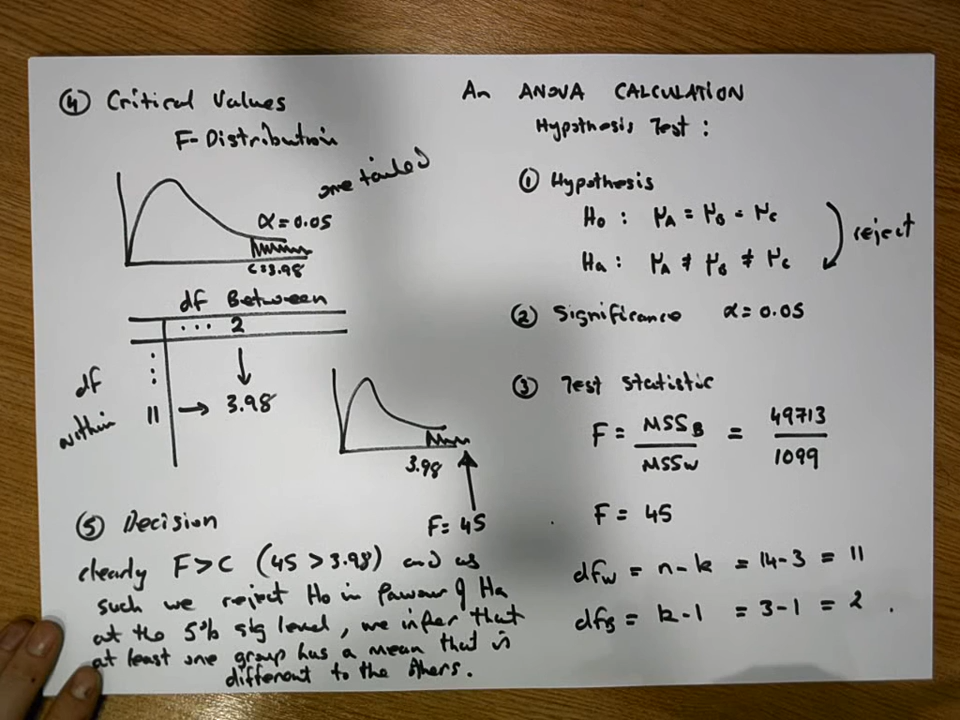 An ANOVA CALCULATION
Hypothesis Test :
① Hypothesis
H₀ : μA = μB = μC
Ha : μA ≠ μB ≠ μC
reject
② Significance α = 0.05
③ Test statistic
F = MSSB / MSSW = 49713 / 1099
F = 45
dfw = n - k = 14 - 3 = 11
dfB = k - 1 = 3 - 1 = 2 .
④ Critical Values
F-Distribution
one tailed
α = 0.05
C=3.98
df Between
... 2
df
within
11 → 3.98
3.98
F = 45
⑤ Decision
clearly F > C (45 > 3.98) and as
such we reject H₀ in favour of Ha
at the 5% sig level, we infer that
at least one group has a mean that is
different to the others.